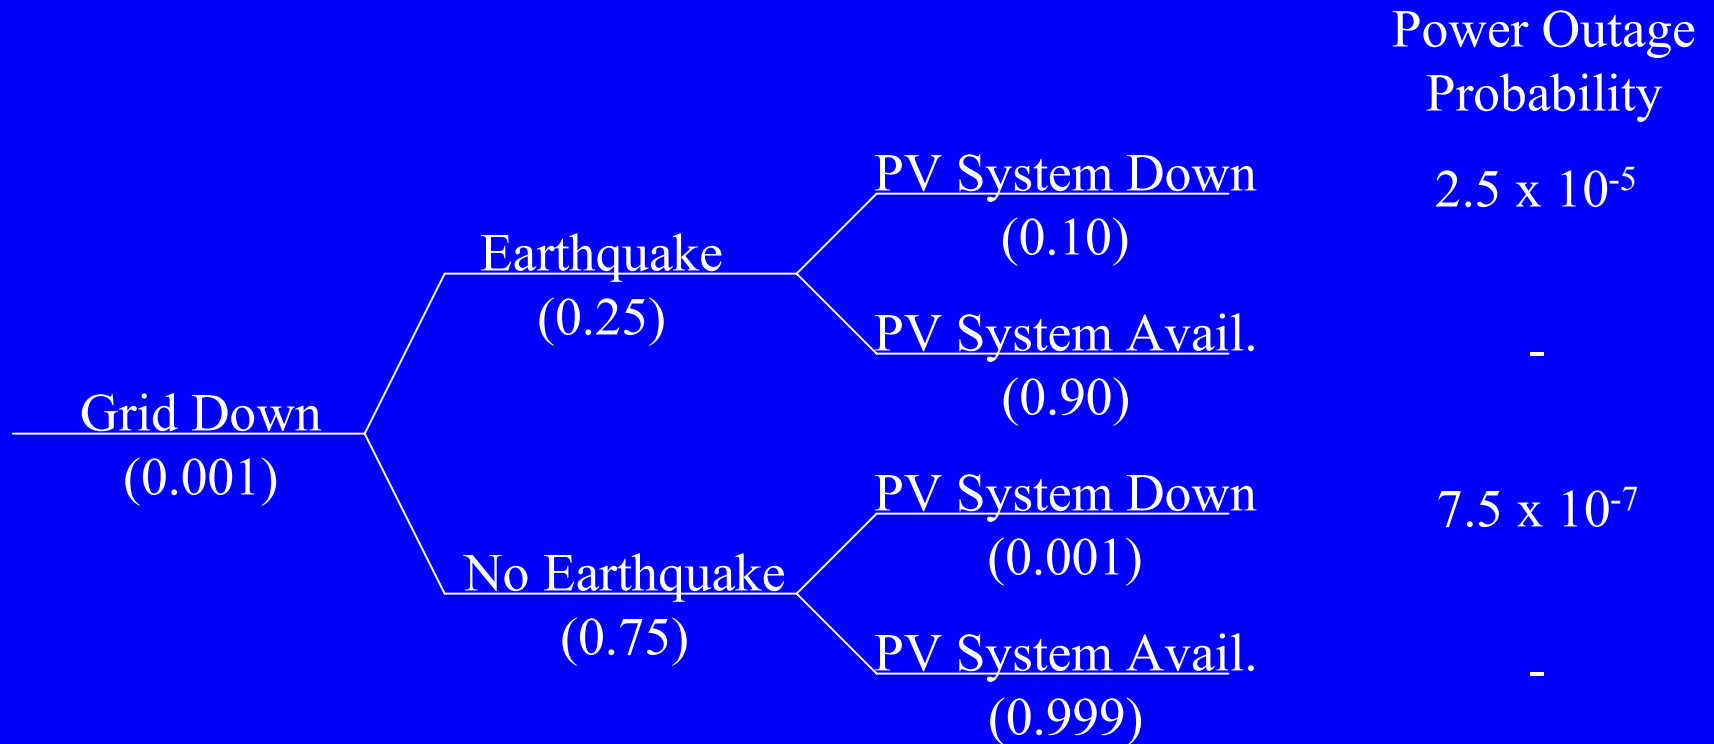 Power Outage
Probability
PV System Down
2.5 x 10⁻⁵
(0.10)
Earthquake
(0.25)
PV System Avail.
-
(0.90)
Grid Down
(0.001)
PV System Down
7.5 x 10⁻⁷
(0.001)
No Earthquake
(0.75)
PV System Avail.
-
(0.999)